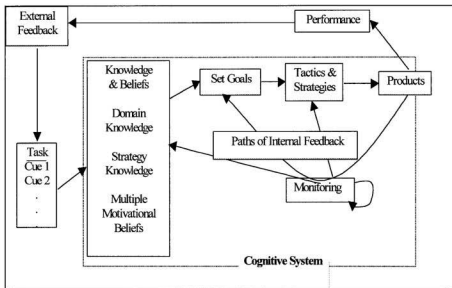 External
Feedback
Performance
Knowledge
& Beliefs
Domain
Knowledge
Strategy
Knowledge
Multiple
Motivational
Beliefs
Set Goals
Tactics &
Strategies
Products
Paths of Internal Feedback
Monitoring
Task
Cue 1
Cue 2
.
.
.
Cognitive System